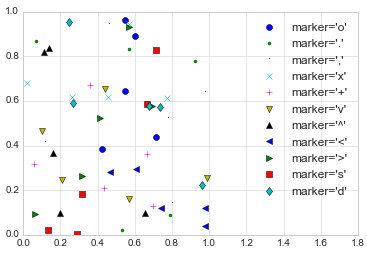 1.0
0.8
0.6
0.4
0.2
0.0
0.0 0.2 0.4 0.6 0.8 1.0 1.2 1.4 1.6 1.8
marker='o'
marker='.'
marker=','
marker='x'
marker='+'
marker='v'
marker='^'
marker='<'
marker='>'
marker='s'
marker='d'